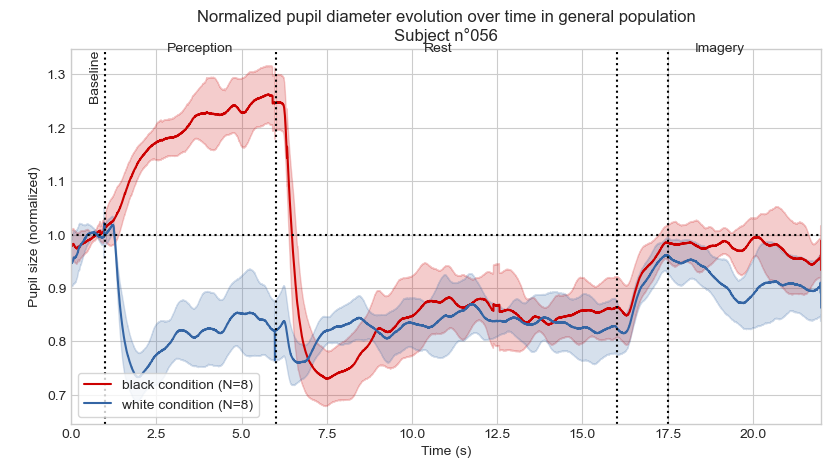 Normalized pupil diameter evolution over time in general population
Subject n°056
Baseline
Perception
Rest
Imagery
1.3
1.2
1.1
1.0
0.9
0.8
0.7
Pupil size (normalized)
black condition (N=8)
white condition (N=8)
0.0 2.5 5.0 7.5 10.0 12.5 15.0 17.5 20.0
Time (s)